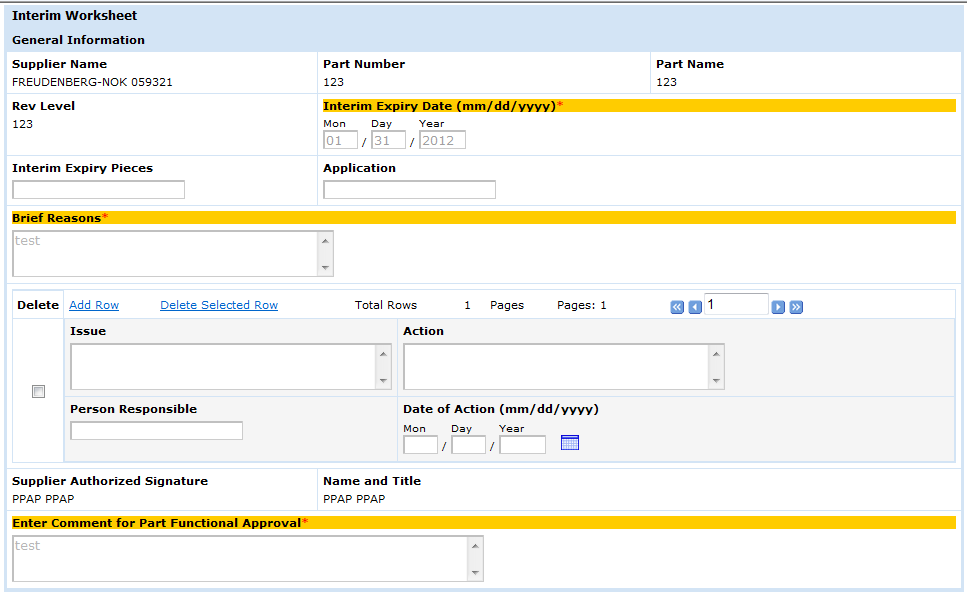 Interim Worksheet
General Information
Supplier Name Part Number Part Name
FREUDENBERG-NOK 059321 123 123
Rev Level Interim Expiry Date (mm/dd/yyyy)*
123 Mon Day Year
01 / 31 / 2012
Interim Expiry Pieces Application
Brief Reasons*
test
Delete Add Row Delete Selected Row Total Rows 1 Pages Pages: 1 1
Issue Action
Person Responsible Date of Action (mm/dd/yyyy)
Mon Day Year
/ /
Supplier Authorized Signature Name and Title
PPAP PPAP PPAP PPAP
Enter Comment for Part Functional Approval*
test